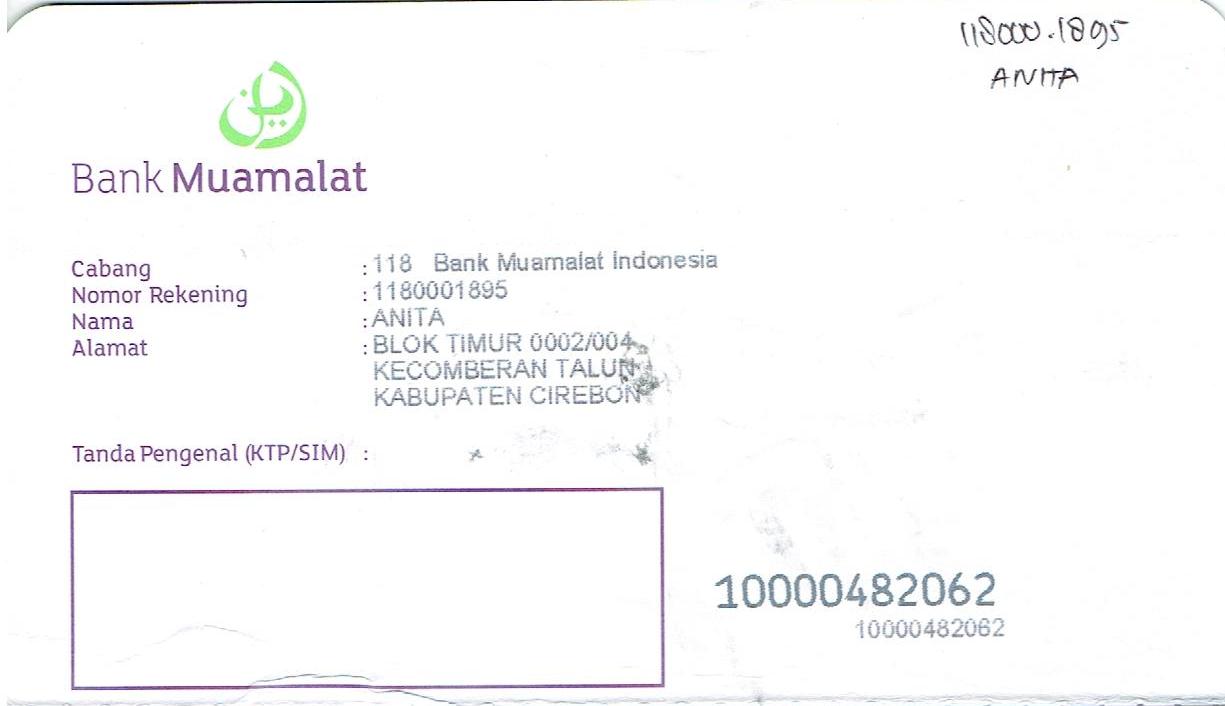 118000.1895
ANITA
Bank Muamalat
Cabang : 118 Bank Muamalat Indonesia
Nomor Rekening : 1180001895
Nama : ANITA
Alamat : BLOK TIMUR 0002/004
KECOMBERAN TALUN
KABUPATEN CIREBON
Tanda Pengenal (KTP/SIM) :
10000482062
10000482062